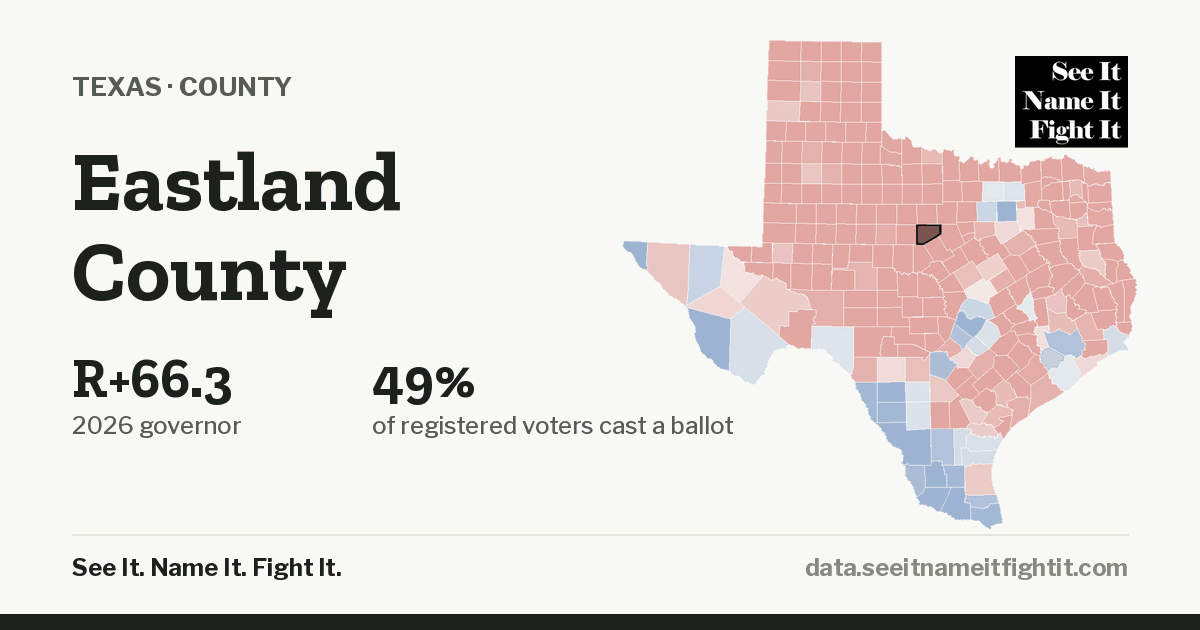 TEXAS · COUNTY
Eastland
County
R+66.3
2026 governor
49%
of registered voters cast a ballot
See It
Name It
Fight It
See It. Name It. Fight It.
data.seeitnameitfightit.com